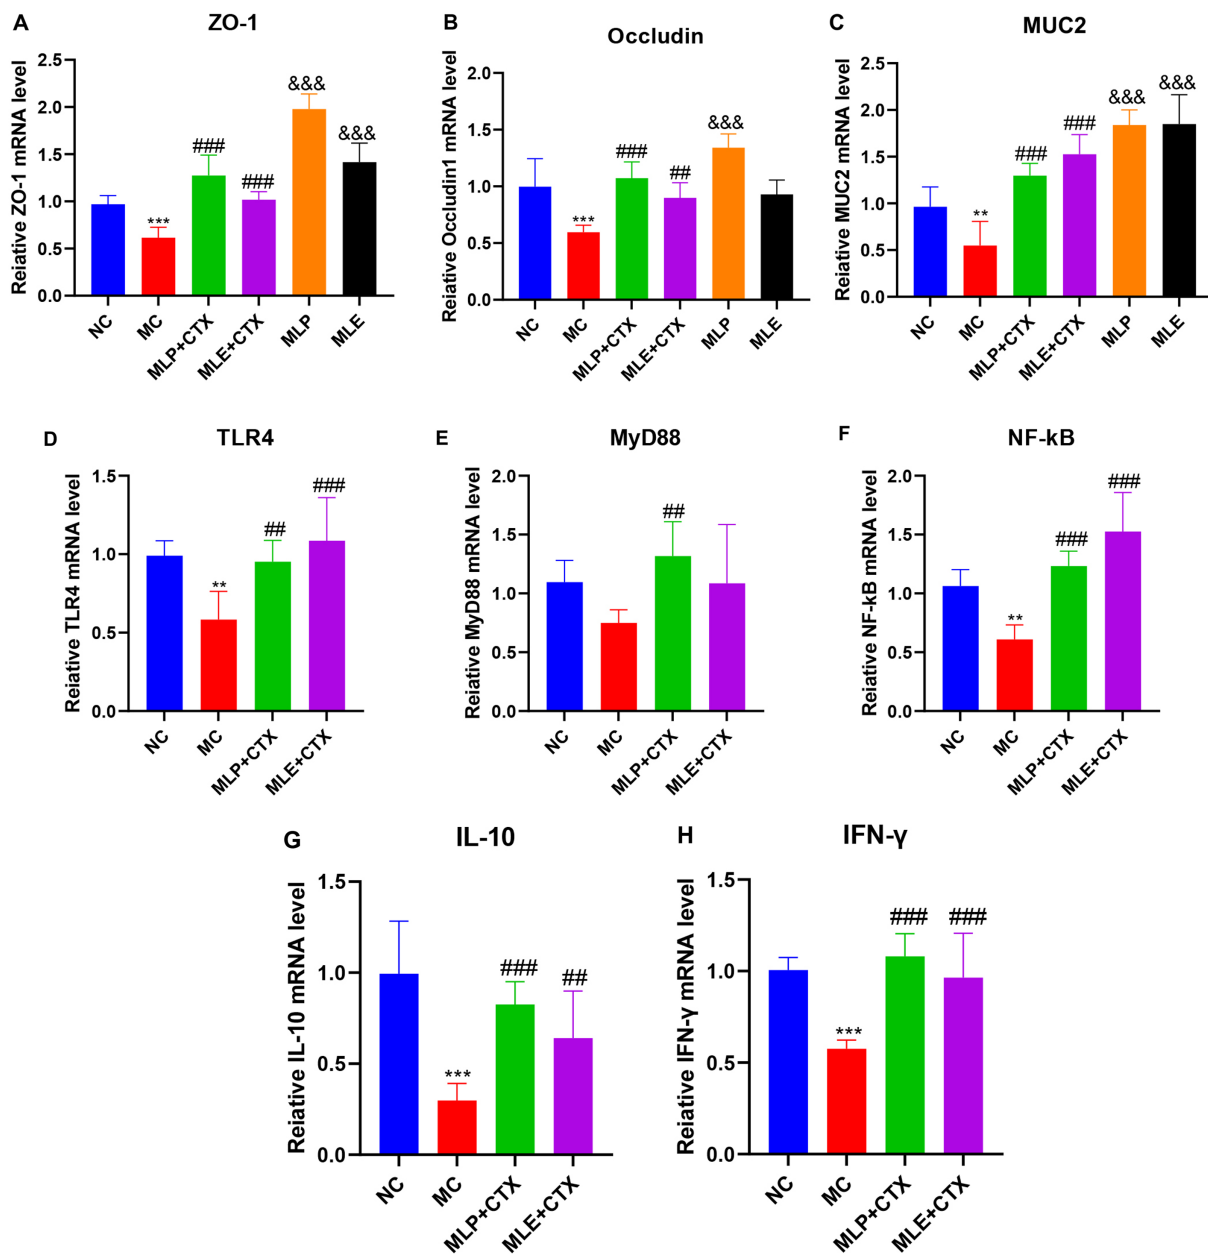 A
ZO-1
Reiative ZO-1 mRNA level
2.5
2.0
1.5
1.0
0.5
0.0
***
###
###
&&&
&&&
NC
MC
MLP+CTX
MLE+CTX
MLP
MLE
B
Occludin
Reiative Occludin1 mRNA level
2.0
1.5
1.0
0.5
0.0
***
###
##
&&&
NC
MC
MLP+CTX
MLE+CTX
MLP
MLE
C
MUC2
Reiative MUC2 mRNA level
2.5
2.0
1.5
1.0
0.5
0.0
**
###
###
&&&
&&&
NC
MC
MLP+CTX
MLE+CTX
MLP
MLE
D
TLR4
Reiative TLR4 mRNA level
1.5
1.0
0.5
0.0
**
##
###
NC
MC
MLP+CTX
MLE+CTX
E
MyD88
Reiative MyD88 mRNA level
2.0
1.5
1.0
0.5
0.0
##
NC
MC
MLP+CTX
MLE+CTX
F
NF-kB
Reiative NF-kB mRNA level
2.0
1.5
1.0
0.5
0.0
**
###
###
NC
MC
MLP+CTX
MLE+CTX
G
IL-10
Reiative IL-10 mRNA level
1.5
1.0
0.5
0.0
***
###
##
NC
MC
MLP+CTX
MLE+CTX
H
IFN-γ
Reiative IFN-γ mRNA level
1.5
1.0
0.5
0.0
***
###
###
NC
MC
MLP+CTX
MLE+CTX